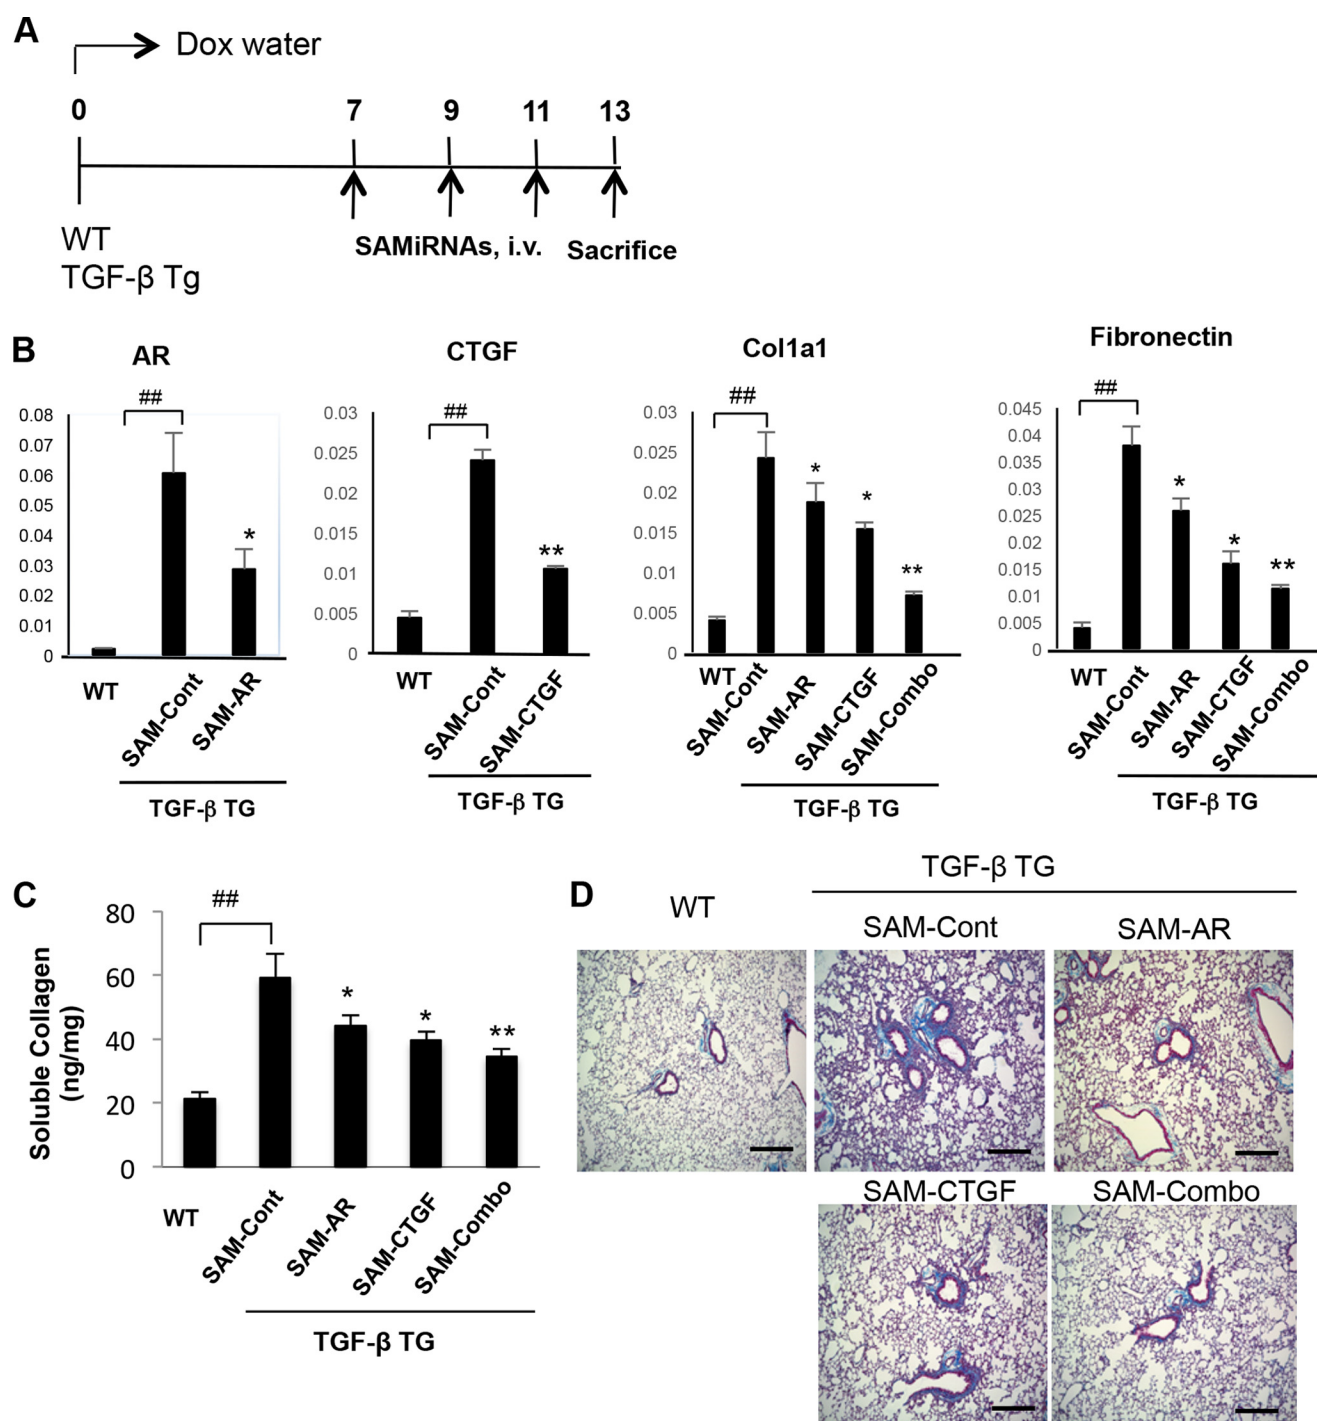 A
Dox water
0 7 9 11 13
WT
TGF-β Tg
SAMiRNAs, i.v.
Sacrifice
B
AR
##
0.08
0.07
0.06
0.05
0.04
0.03
0.02
0.01
0
*
WT
SAM-Cont
SAM-AR
TGF-β TG
CTGF
##
0.03
0.025
0.02
0.015
0.01
0.005
0
**
WT
SAM-Cont
SAM-CTGF
TGF-β TG
Col1a1
##
0.03
0.025
0.02
0.015
0.01
0.005
0
*
*
**
WT
SAM-Cont
SAM-AR
SAM-CTGF
SAM-Combo
TGF-β TG
Fibronectin
##
0.045
0.04
0.035
0.03
0.025
0.02
0.015
0.01
0.005
0
*
*
**
WT
SAM-Cont
SAM-AR
SAM-CTGF
SAM-Combo
TGF-β TG
C
Soluble Collagen
(ng/mg)
##
80
60
40
20
0
*
*
**
WT
SAM-Cont
SAM-AR
SAM-CTGF
SAM-Combo
TGF-β TG
D
TGF-β TG
WT
SAM-Cont
SAM-AR
SAM-CTGF
SAM-Combo